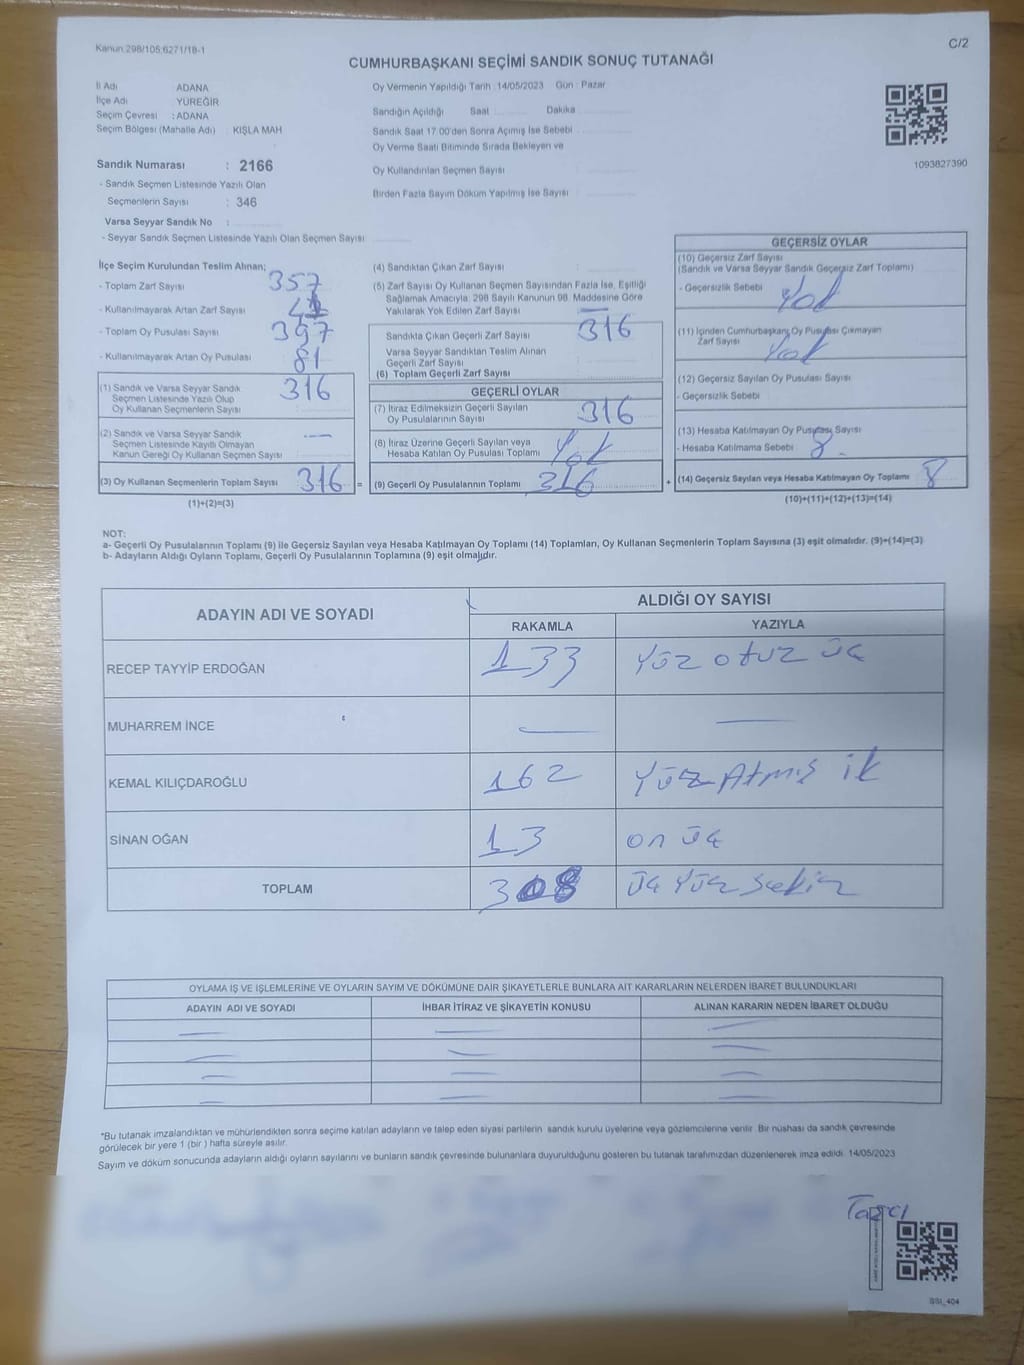 Kanun:298/105;6271/18-1
C/2
CUMHURBAŞKANI SEÇİMİ SANDIK SONUÇ TUTANAĞI
İl Adı ADANA
İlçe Adı YÜREĞİR
Seçim Çevresi : ADANA
Seçim Bölgesi (Mahalle Adı) KIŞLA MAH
Oy Vermenin Yapıldığı Tarih :14/05/2023 Gün : Pazar
Sandığın Açıldığı Saat Dakika
Sandık Saat 17.00'den Sonra Açımış İse Sebebi
Oy Verme Saati Bitiminde Sırada Bekleyen ve
Oy Kullandırılan Seçmen Sayısı
Birden Fazla Sayım Döküm Yapılmış İse Sayısı
1093827390
Sandık Numarası : 2166
- Sandık Seçmen Listesinde Yazılı Olan
Seçmenlerin Sayısı : 346
Varsa Seyyar Sandık No :
- Seyyar Sandık Seçmen Listesinde Yazılı Olan Seçmen Sayısı
İlçe Seçim Kurulundan Teslim Alınan;
- Toplam Zarf Sayısı 357
- Kullanılmayarak Artan Zarf Sayısı
- Toplam Oy Pusulası Sayısı 397
- Kullanılmayarak Artan Oy Pusulası 81
(1) Sandık ve Varsa Seyyar Sandık
Seçmen Listesinde Yazılı Olup
Oy Kullanan Seçmenlerin Sayısı 316
(2) Sandık ve Varsa Seyyar Sandık
Seçmen Listesinde Kayıtlı Olmayan
Kanun Gereği Oy Kullanan Seçmen Sayısı —
(3) Oy Kullanan Seçmenlerin Toplam Sayısı 316 =
(1)+(2)=(3)
(4) Sandıktan Çıkan Zarf Sayısı :
(5) Zarf Sayısı Oy Kullanan Seçmen Sayısından Fazla İse, Eşitliği
Sağlamak Amacıyla; 298 Sayılı Kanunun 98. Maddesine Göre
Yakılarak Yok Edilen Zarf Sayısı —
Sandıkta Çıkan Geçerli Zarf Sayısı 316
Varsa Seyyar Sandıktan Teslim Alınan
Geçerli Zarf Sayısı
(6) Toplam Geçerli Zarf Sayısı
GEÇERLİ OYLAR
(7) İtiraz Edilmeksizin Geçerli Sayılan
Oy Pusulalarının Sayısı 316
(8) İtiraz Üzerine Geçerli Sayılan veya
Hesaba Katılan Oy Pusulası Toplamı Yok
(9) Geçerli Oy Pusulalarının Toplamı 316 +
GEÇERSİZ OYLAR
(10) Geçersiz Zarf Sayısı
(Sandık ve Varsa Seyyar Sandık Geçersiz Zarf Toplamı)
- Geçersizlik Sebebi Yok
(11) İçinden Cumhurbaşkanı Oy Pusulası Çıkmayan
Zarf Sayısı Yok
(12) Geçersiz Sayılan Oy Pusulası Sayısı
- Geçersizlik Sebebi
(13) Hesaba Katılmayan Oy Pusulası Sayısı
- Hesaba Katılmama Sebebi 8
(14) Geçersiz Sayılan veya Hesaba Katılmayan Oy Toplamı 8
(10)+(11)+(12)+(13)=(14)
NOT:
a- Geçerli Oy Pusulalarının Toplamı (9) ile Geçersiz Sayılan veya Hesaba Katılmayan Oy Toplamı (14) Toplamları, Oy Kullanan Seçmenlerin Toplam Sayısına (3) eşit olmalıdır. (9)+(14)=(3)
b- Adayların Aldığı Oyların Toplamı, Geçerli Oy Pusulalarının Toplamına (9) eşit olmalıdır.
ADAYIN ADI VE SOYADI
ALDIĞI OY SAYISI
RAKAMLA YAZIYLA
RECEP TAYYİP ERDOĞAN 133 Yüz otuz üç
MUHARREM İNCE — —
KEMAL KILIÇDAROĞLU 162 Yüz Atmış ik
SİNAN OĞAN 13 on üç
TOPLAM 308 üç Yüz sekiz
OYLAMA İŞ VE İŞLEMLERİNE VE OYLARIN SAYIM VE DÖKÜMÜNE DAİR ŞİKAYETLERLE BUNLARA AİT KARARLARIN NELERDEN İBARET BULUNDUKLARI
ADAYIN ADI VE SOYADI İHBAR İTİRAZ VE ŞİKAYETİN KONUSU ALINAN KARARIN NEDEN İBARET OLDUĞU
*Bu tutanak imzalandıktan ve mühürlendikten sonra seçime katılan adayların ve talep eden siyasi partilerin sandık kurulu üyelerine veya gözlemcilerine verilir. Bir nüshası da sandık çevresinde
görülecek bir yere 1 (bir ) hafta süreyle asılır.
Sayım ve döküm sonucunda adayların aldığı oyların sayılarını ve bunların sandık çevresinde bulunanlara duyurulduğunu gösteren bu tutanak tarafımızdan düzenlenerek imza edildi. 14/05/2023
SSI_404